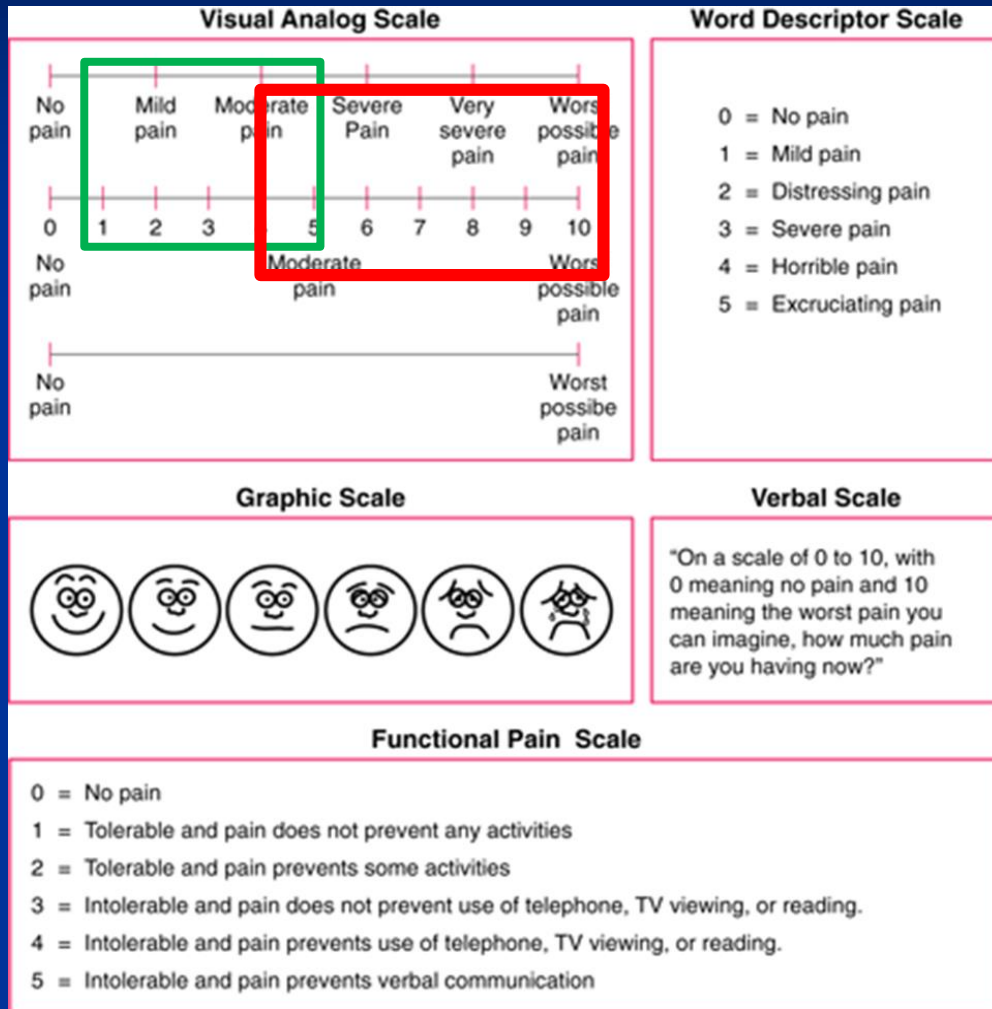 Visual Analog Scale
No pain
Mild pain
Moderate pain
Severe Pain
Very severe pain
Worst possible pain
0 1 2 3 5 6 7 8 9 10
No pain
Moderate pain
Worst possible pain
No pain
Worst possibe pain
Word Descriptor Scale
0 = No pain
1 = Mild pain
2 = Distressing pain
3 = Severe pain
4 = Horrible pain
5 = Excruciating pain
Graphic Scale
Verbal Scale
“On a scale of 0 to 10, with
0 meaning no pain and 10
meaning the worst pain you
can imagine, how much pain
are you having now?”
Functional Pain Scale
0 = No pain
1 = Tolerable and pain does not prevent any activities
2 = Tolerable and pain prevents some activities
3 = Intolerable and pain does not prevent use of telephone, TV viewing, or reading.
4 = Intolerable and pain prevents use of telephone, TV viewing, or reading.
5 = Intolerable and pain prevents verbal communication